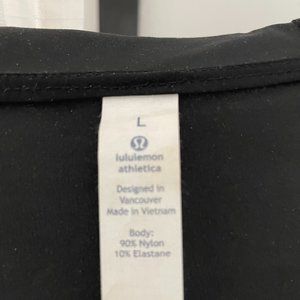 L
lululemon
athletica
Designed in
Vancouver
Made in Vietnam
Body:
90% Nylon
10% Elastane